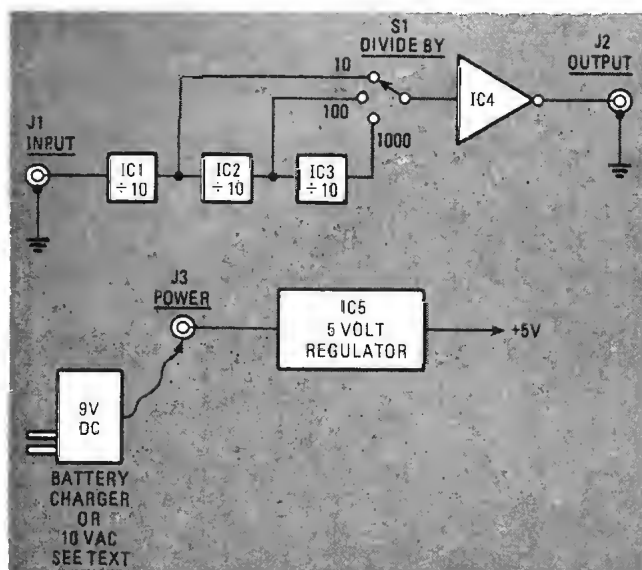 S1
DIVIDE BY
J2
OUTPUT
10
100
1000
IC4
J1
INPUT
IC1
÷ 10
IC2
÷ 10
IC3
÷ 10
J3
POWER
IC5
5 VOLT
REGULATOR
+5V
9V
DC
BATTERY
CHARGER
OR
10 VAC
SEE TEXT